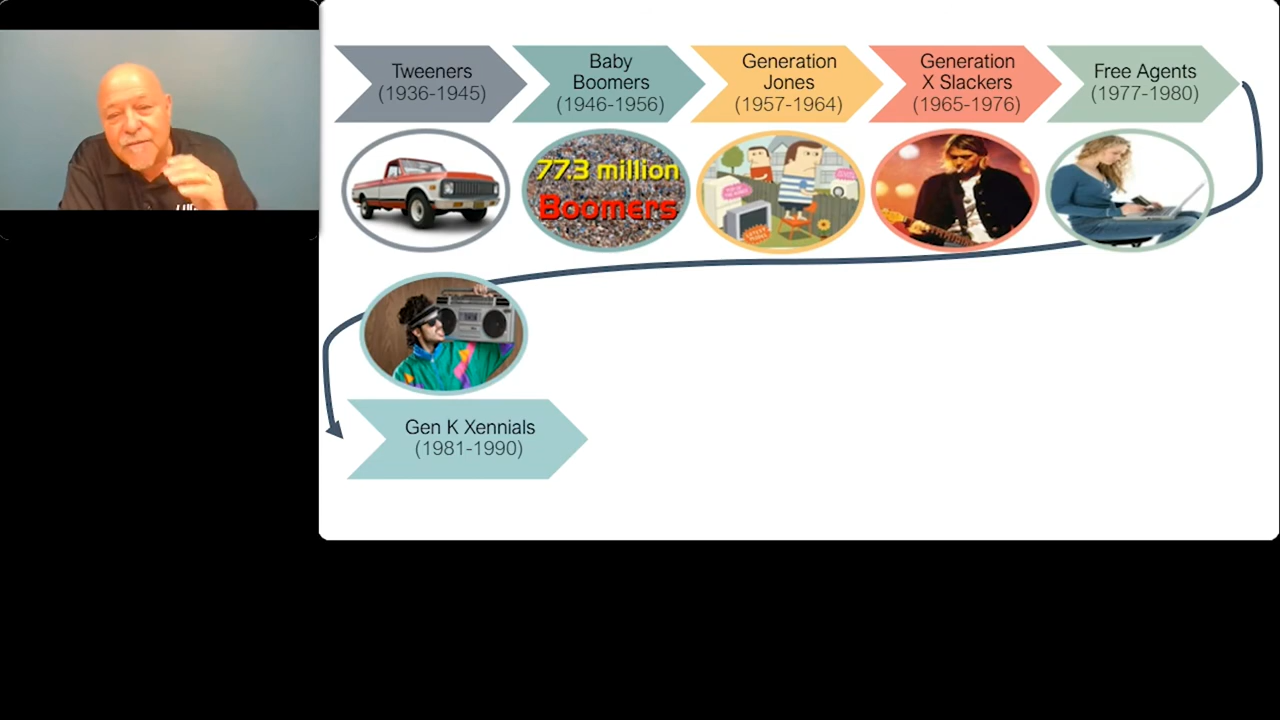 Tweeners
(1936-1945)
Baby
Boomers
(1946-1956)
Generation
Jones
(1957-1964)
Generation
X Slackers
(1965-1976)
Free Agents
(1977-1980)
77.3 million
Boomers
Gen K Xennials
(1981-1990)